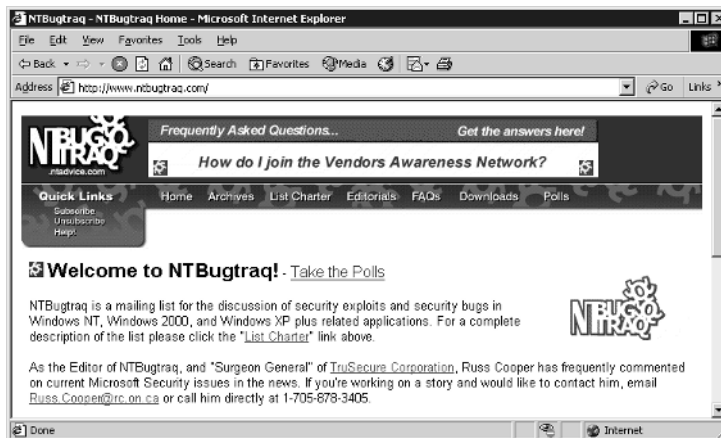 NTBugtraq - NTBugtraq Home - Microsoft Internet Explorer
File Edit View Favorites Tools Help
Back Search Favorites Media
Address http://www.ntbugtraq.com/ Go Links »
NTBUGTRAQ
.ntadvice.com
Frequently Asked Questions... Get the answers here!
How do I join the Vendors Awareness Network?
Quick Links
Subscribe
Unsubscribe
Help!
Home Archives List Charter Editorials FAQs Downloads Polls
Welcome to NTBugtraq! - Take the Polls
NTBugtraq is a mailing list for the discussion of security exploits and security bugs in
Windows NT, Windows 2000, and Windows XP plus related applications. For a complete
description of the list please click the "List Charter" link above.
NTBUGTRAQ
As the Editor of NTBugtraq, and "Surgeon General" of TruSecure Corporation, Russ Cooper has frequently commented
on current Microsoft Security issues in the news. If you're working on a story and would like to contact him, email
Russ.Cooper@rc.on.ca or call him directly at 1-705-878-3405.
Done Internet